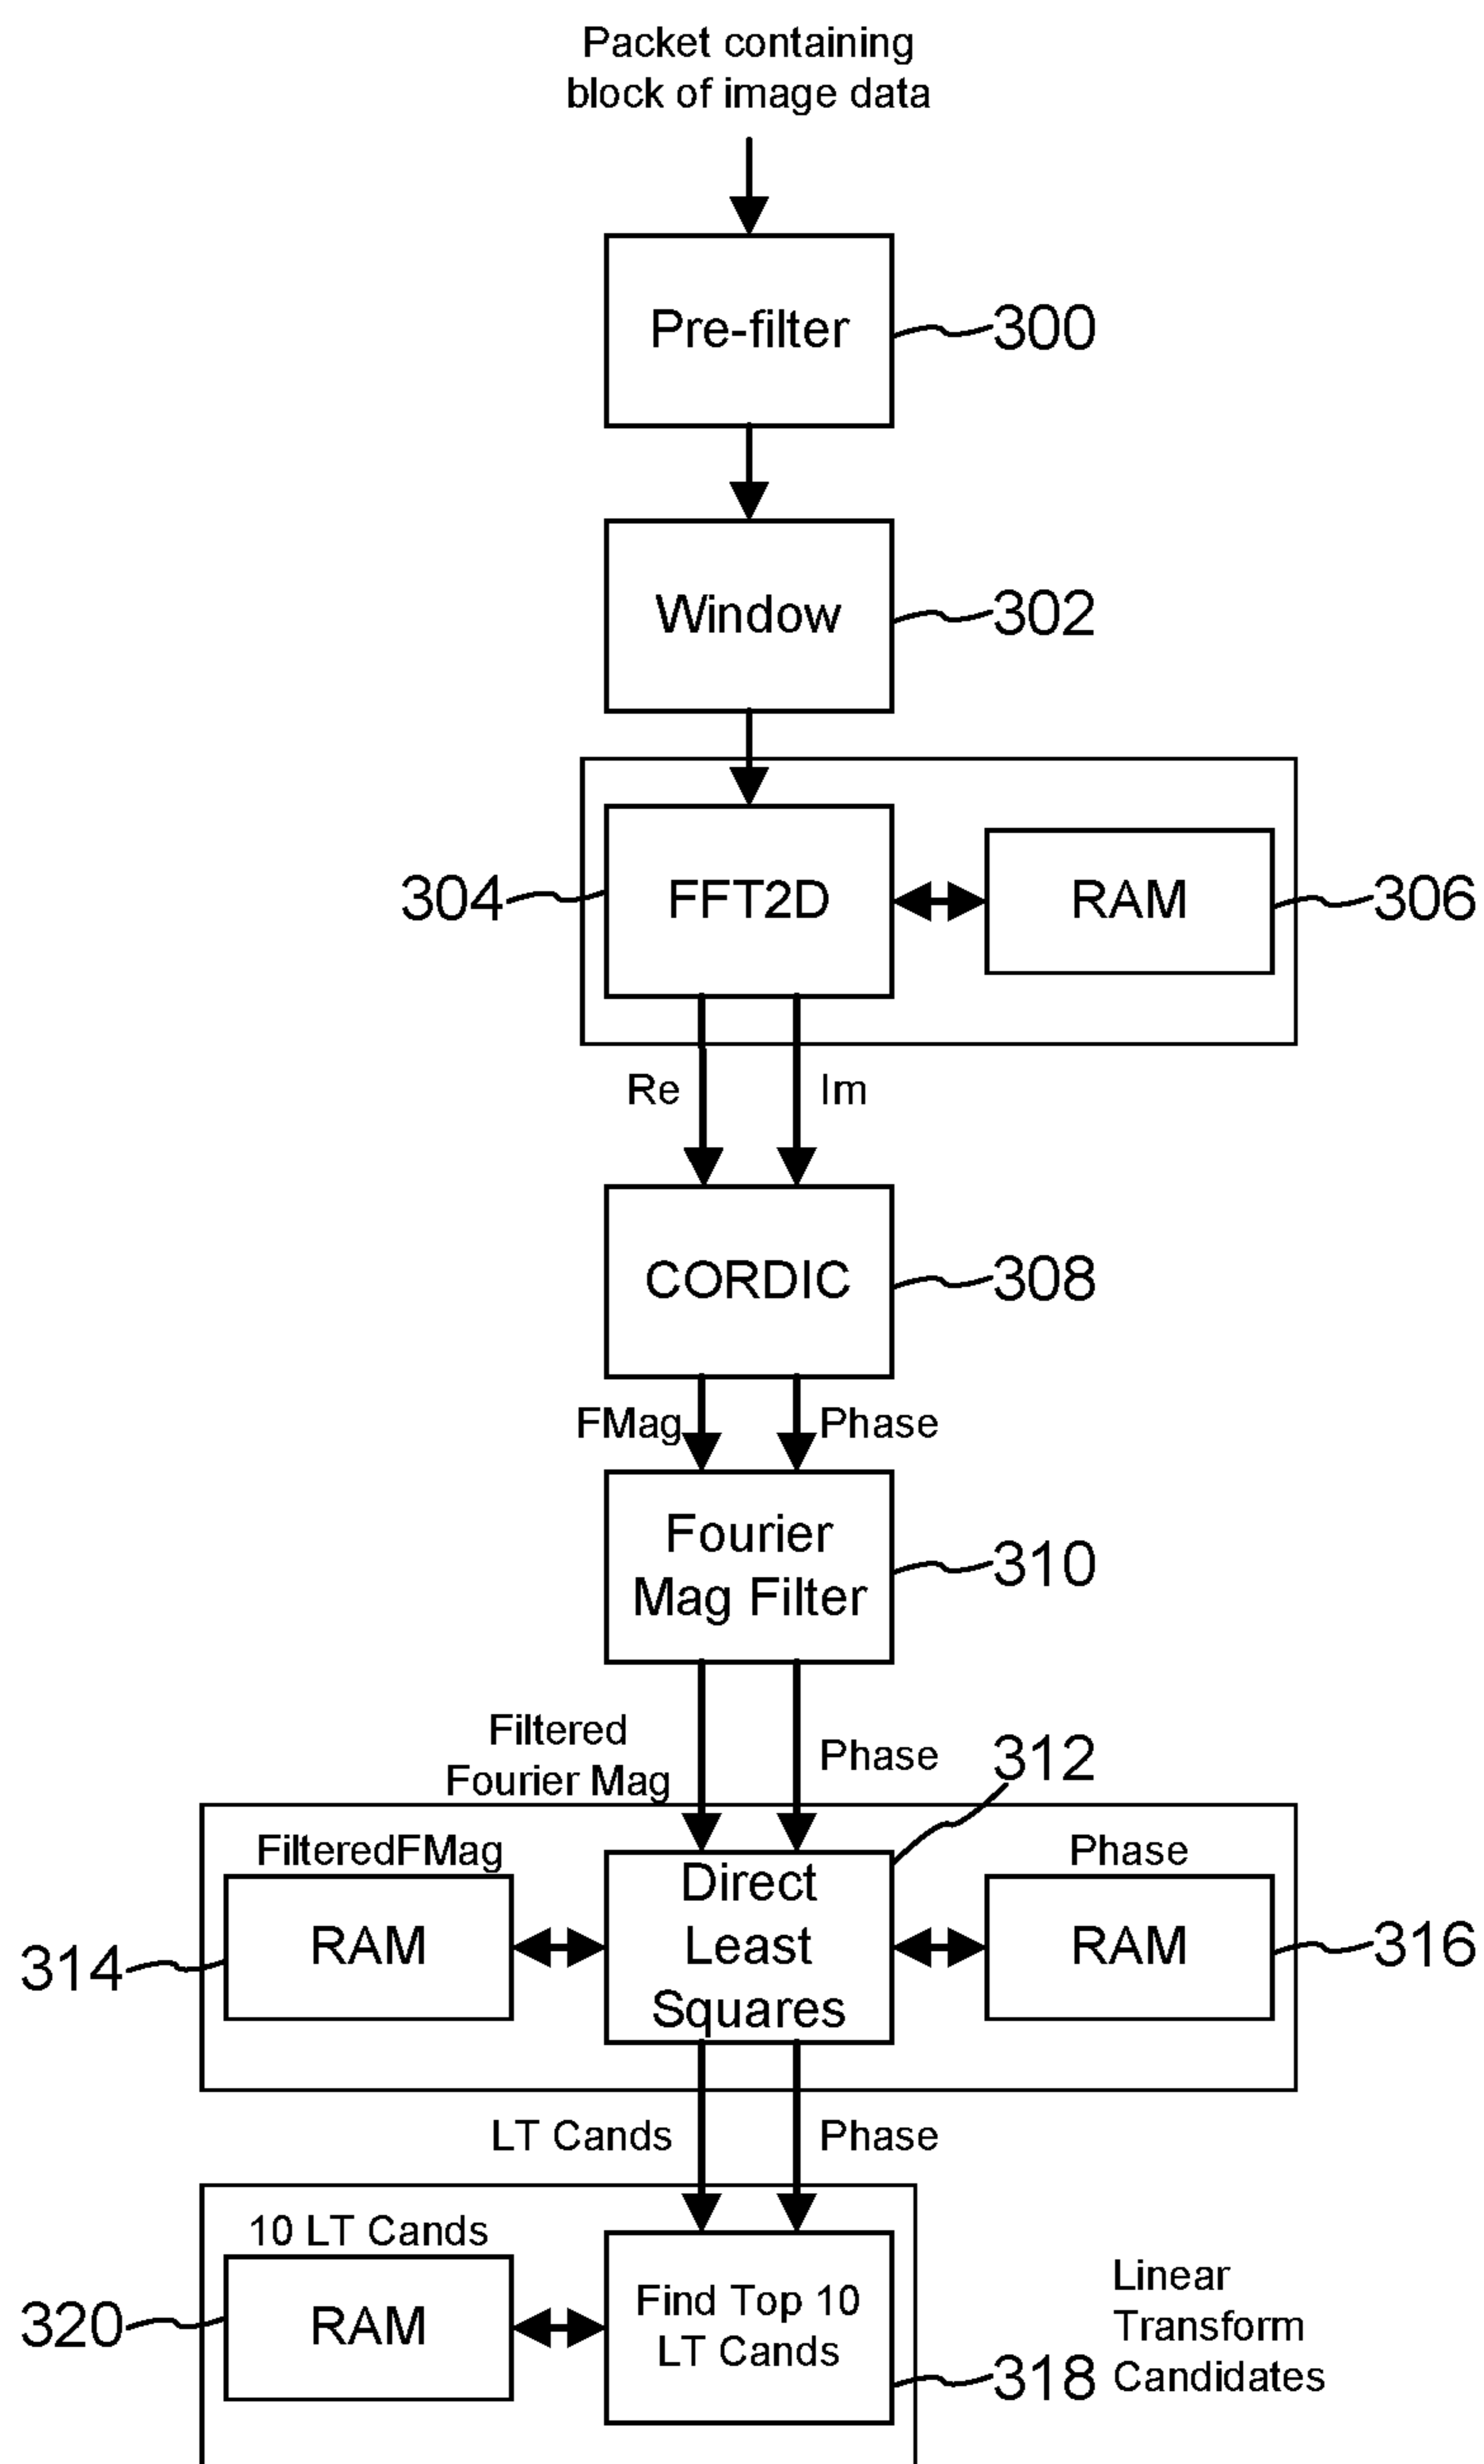 Packet containing
block of image data
Pre-filter
300
Window
302
304
FFT2D
RAM
306
Re
Im
CORDIC
308
FMag
Phase
Fourier
Mag Filter
310
Filtered
Fourier Mag
Phase
312
FilteredFMag
Phase
314
RAM
Direct
Least
Squares
RAM
316
LT Cands
Phase
10 LT Cands
320
RAM
Find Top 10
LT Cands
318
Linear
Transform
Candidates